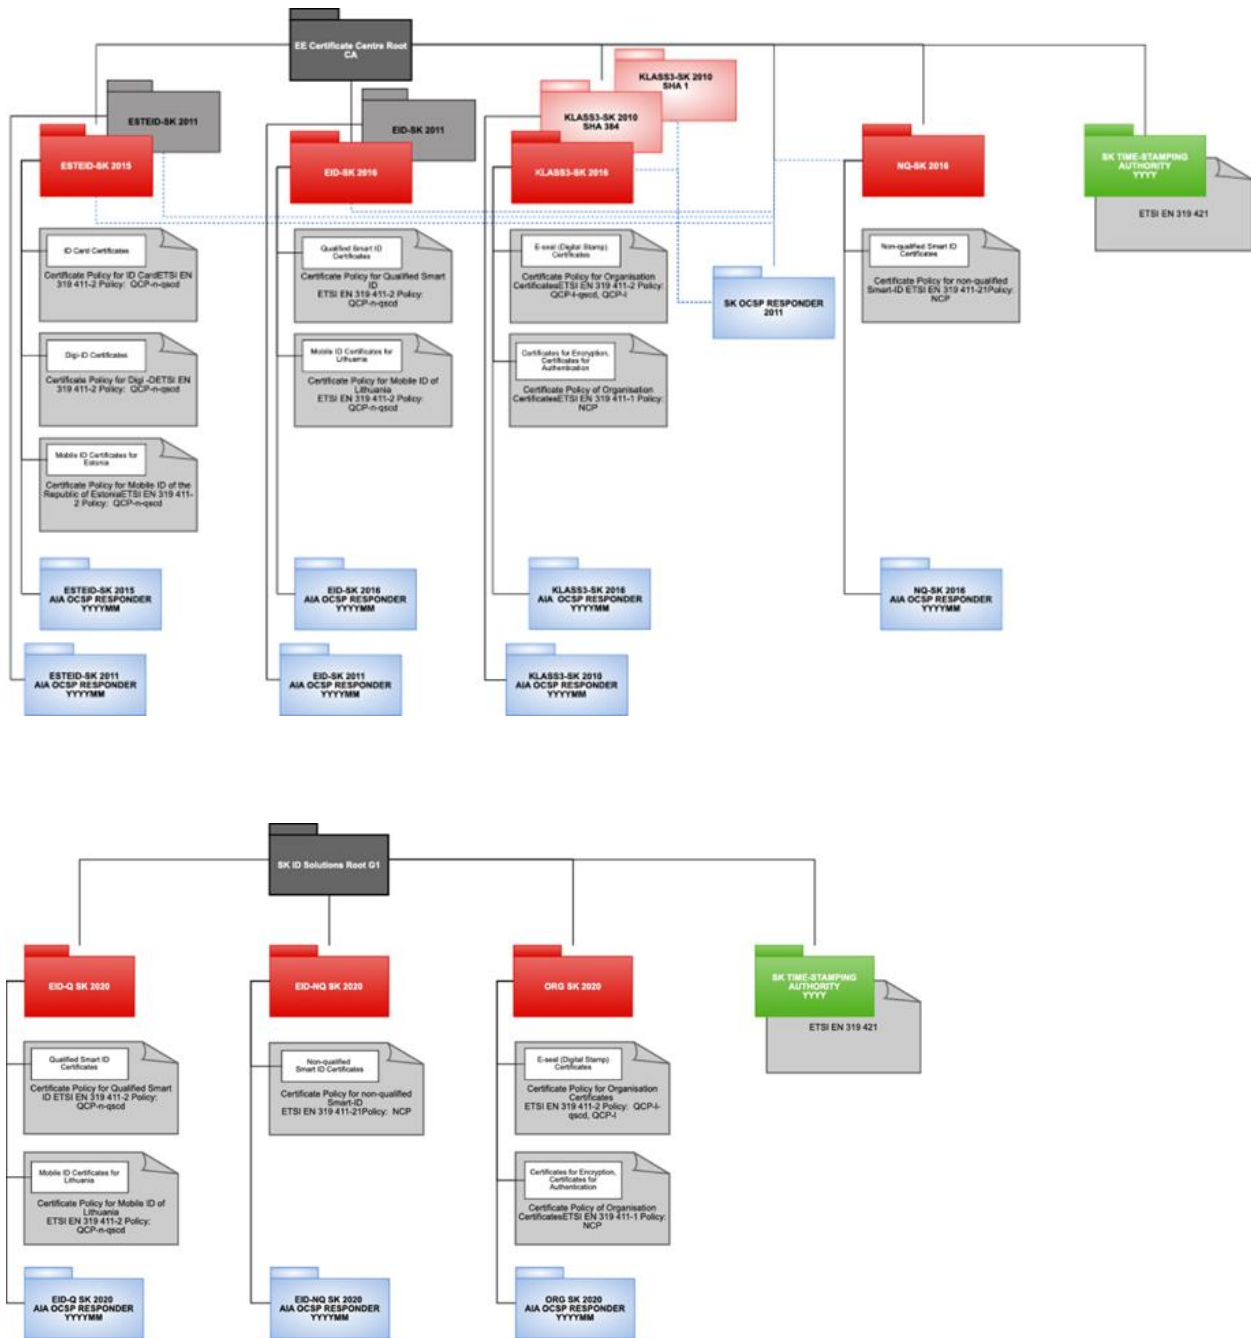 EE Certificate Centre Root
CA
KLASS3-SK 2010
SHA 1
ESTEID-SK 2011
EID-SK 2011
KLASS3-SK 2010
SHA 384
ESTEID-SK 2015
EID-SK 2016
KLASS3-SK 2016
NQ-SK 2016
SK TIME-STAMPING
AUTHORITY
YYYY
ETSI EN 319 421
ID Card Certificates
Certificate Policy for ID CardETSI EN
319 411-2 Policy: QCP-n-qscd
Qualified Smart ID
Certificates
Certificate Policy for Qualified Smart
ID
ETSI EN 319 411-2 Policy:
QCP-n-qscd
E-seal (Digital Stamp)
Certificates
Certificate Policy for Organisation
CertificatesETSI EN 319 411-2 Policy:
QCP-l-qscd, QCP-l
Non-qualified Smart ID
Certificates
Certificate Policy for non-qualified
Smart-ID ETSI EN 319 411-21Policy:
NCP
SK OCSP RESPONDER
2011
Digi-ID Certificates
Certificate Policy for Digi -DETSI EN
319 411-2 Policy: QCP-n-qscd
Mobile ID Certificates for
Lithuania
Certificate Policy for Mobile ID of
Lithuania
ETSI EN 319 411-2 Policy:
QCP-n-qscd
Certificates for Encryption,
Certificates for
Authentication
Certificate Policy of Organisation
CertificatesETSI EN 319 411-1 Policy:
NCP
Mobile ID Certificates for
Estonia
Certificate Policy for Mobile ID of the
Republic of EstoniaETSI EN 319 411-
2 Policy: QCP-n-qscd
ESTEID-SK 2015
AIA OCSP RESPONDER
YYYYMM
EID-SK 2016
AIA OCSP RESPONDER
YYYYMM
KLASS3-SK 2016
AIA OCSP RESPONDER
YYYYMM
NQ-SK 2016
AIA OCSP RESPONDER
YYYYMM
ESTEID-SK 2011
AIA OCSP RESPONDER
YYYYMM
EID-SK 2011
AIA OCSP RESPONDER
YYYYMM
KLASS3-SK 2010
AIA OCSP RESPONDER
YYYYMM
SK ID Solutions Root G1
EID-Q SK 2020
EID-NQ SK 2020
ORG SK 2020
SK TIME-STAMPING
AUTHORITY
YYYY
ETSI EN 319 421
Qualified Smart ID
Certificates
Certificate Policy for Qualified Smart
ID ETSI EN 319 411-2 Policy:
QCP-n-qscd
Non-qualified
Smart ID Certificates
Certificate Policy for non-qualified
Smart-ID
ETSI EN 319 411-21Policy: NCP
E-seal (Digital Stamp)
Certificates
Certificate Policy for Organisation
Certificates
ETSI EN 319 411-2 Policy: QCP-l-
qscd, QCP-l
Mobile ID Certificates for
Lithuania
Certificate Policy for Mobile ID of
Lithuania
ETSI EN 319 411-2 Policy:
QCP-n-qscd
Certificates for Encryption,
Certificates for
Authentication
Certificate Policy of Organisation
CertificatesETSI EN 319 411-1 Policy:
NCP
EID-Q SK 2020
AIA OCSP RESPONDER
YYYYMM
EID-NQ SK 2020
AIA OCSP RESPONDER
YYYYMM
ORG SK 2020
AIA OCSP RESPONDER
YYYYMM